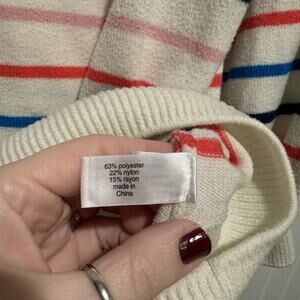 63% polyester
22% nylon
15% rayon
made in
China